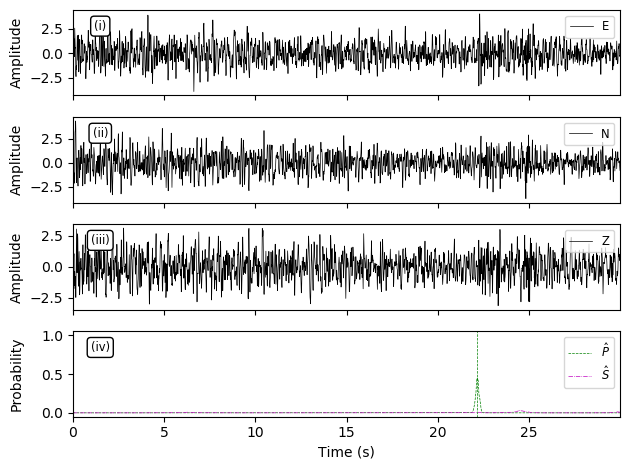 Amplitude
2.5
0.0
−2.5
(i)
E
Amplitude
2.5
0.0
−2.5
(ii)
N
Amplitude
2.5
0.0
−2.5
(iii)
Z
Probability
1.0
0.5
0.0
(iv)
P̂
Ŝ
0 5 10 15 20 25
Time (s)